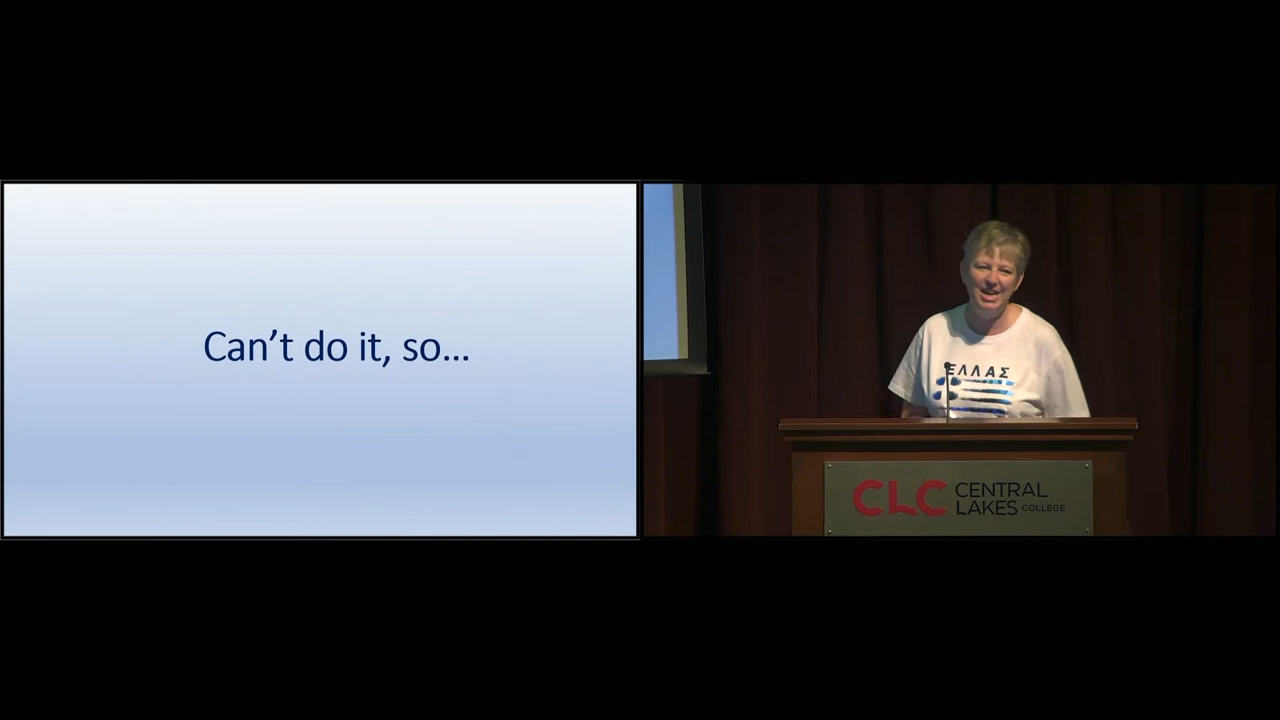 Can't do it, so...
ΕΛΛΑΣ
CLC CENTRAL
LAKES COLLEGE